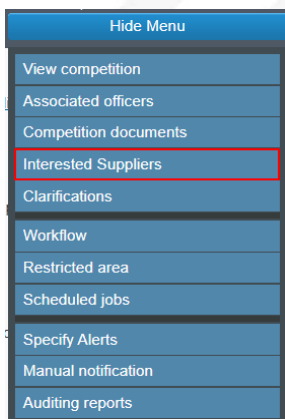 Hide Menu
View competition
Associated officers
Competition documents
Interested Suppliers
Clarifications
Workflow
Restricted area
Scheduled jobs
Specify Alerts
Manual notification
Auditing reports